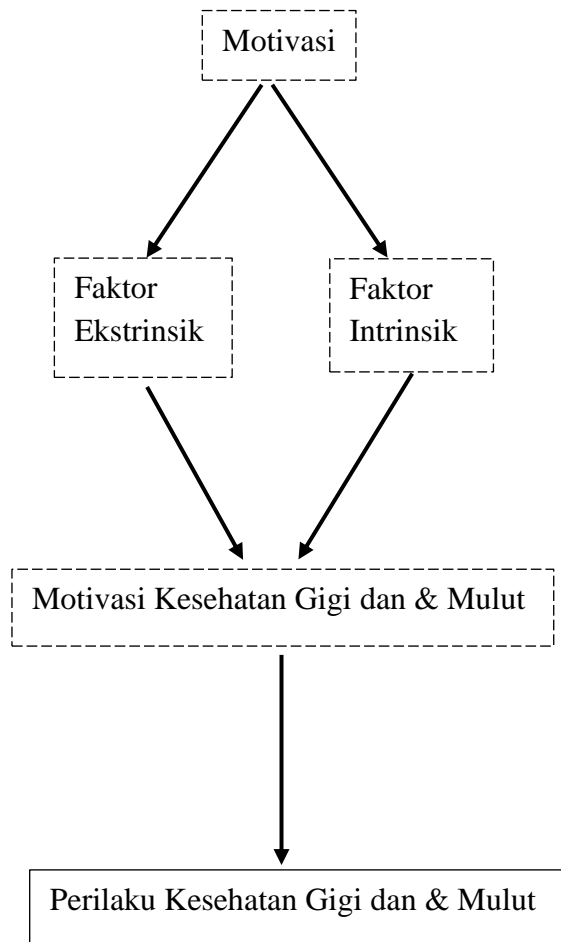 Motivasi
Faktor
Ekstrinsik
Faktor
Intrinsik
Motivasi Kesehatan Gigi dan & Mulut
Perilaku Kesehatan Gigi dan & Mulut